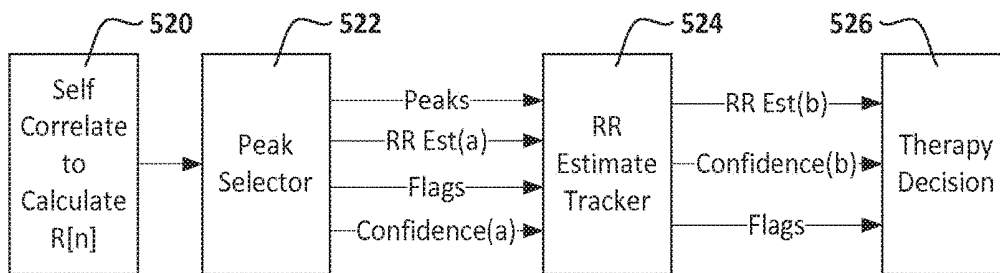 520
522
524
526
Self
Correlate
to
Calculate
R[n]
Peak
Selector
Peaks
RR Est(a)
Flags
Confidence(a)
RR
Estimate
Tracker
RR Est(b)
Confidence(b)
Flags
Therapy
Decision